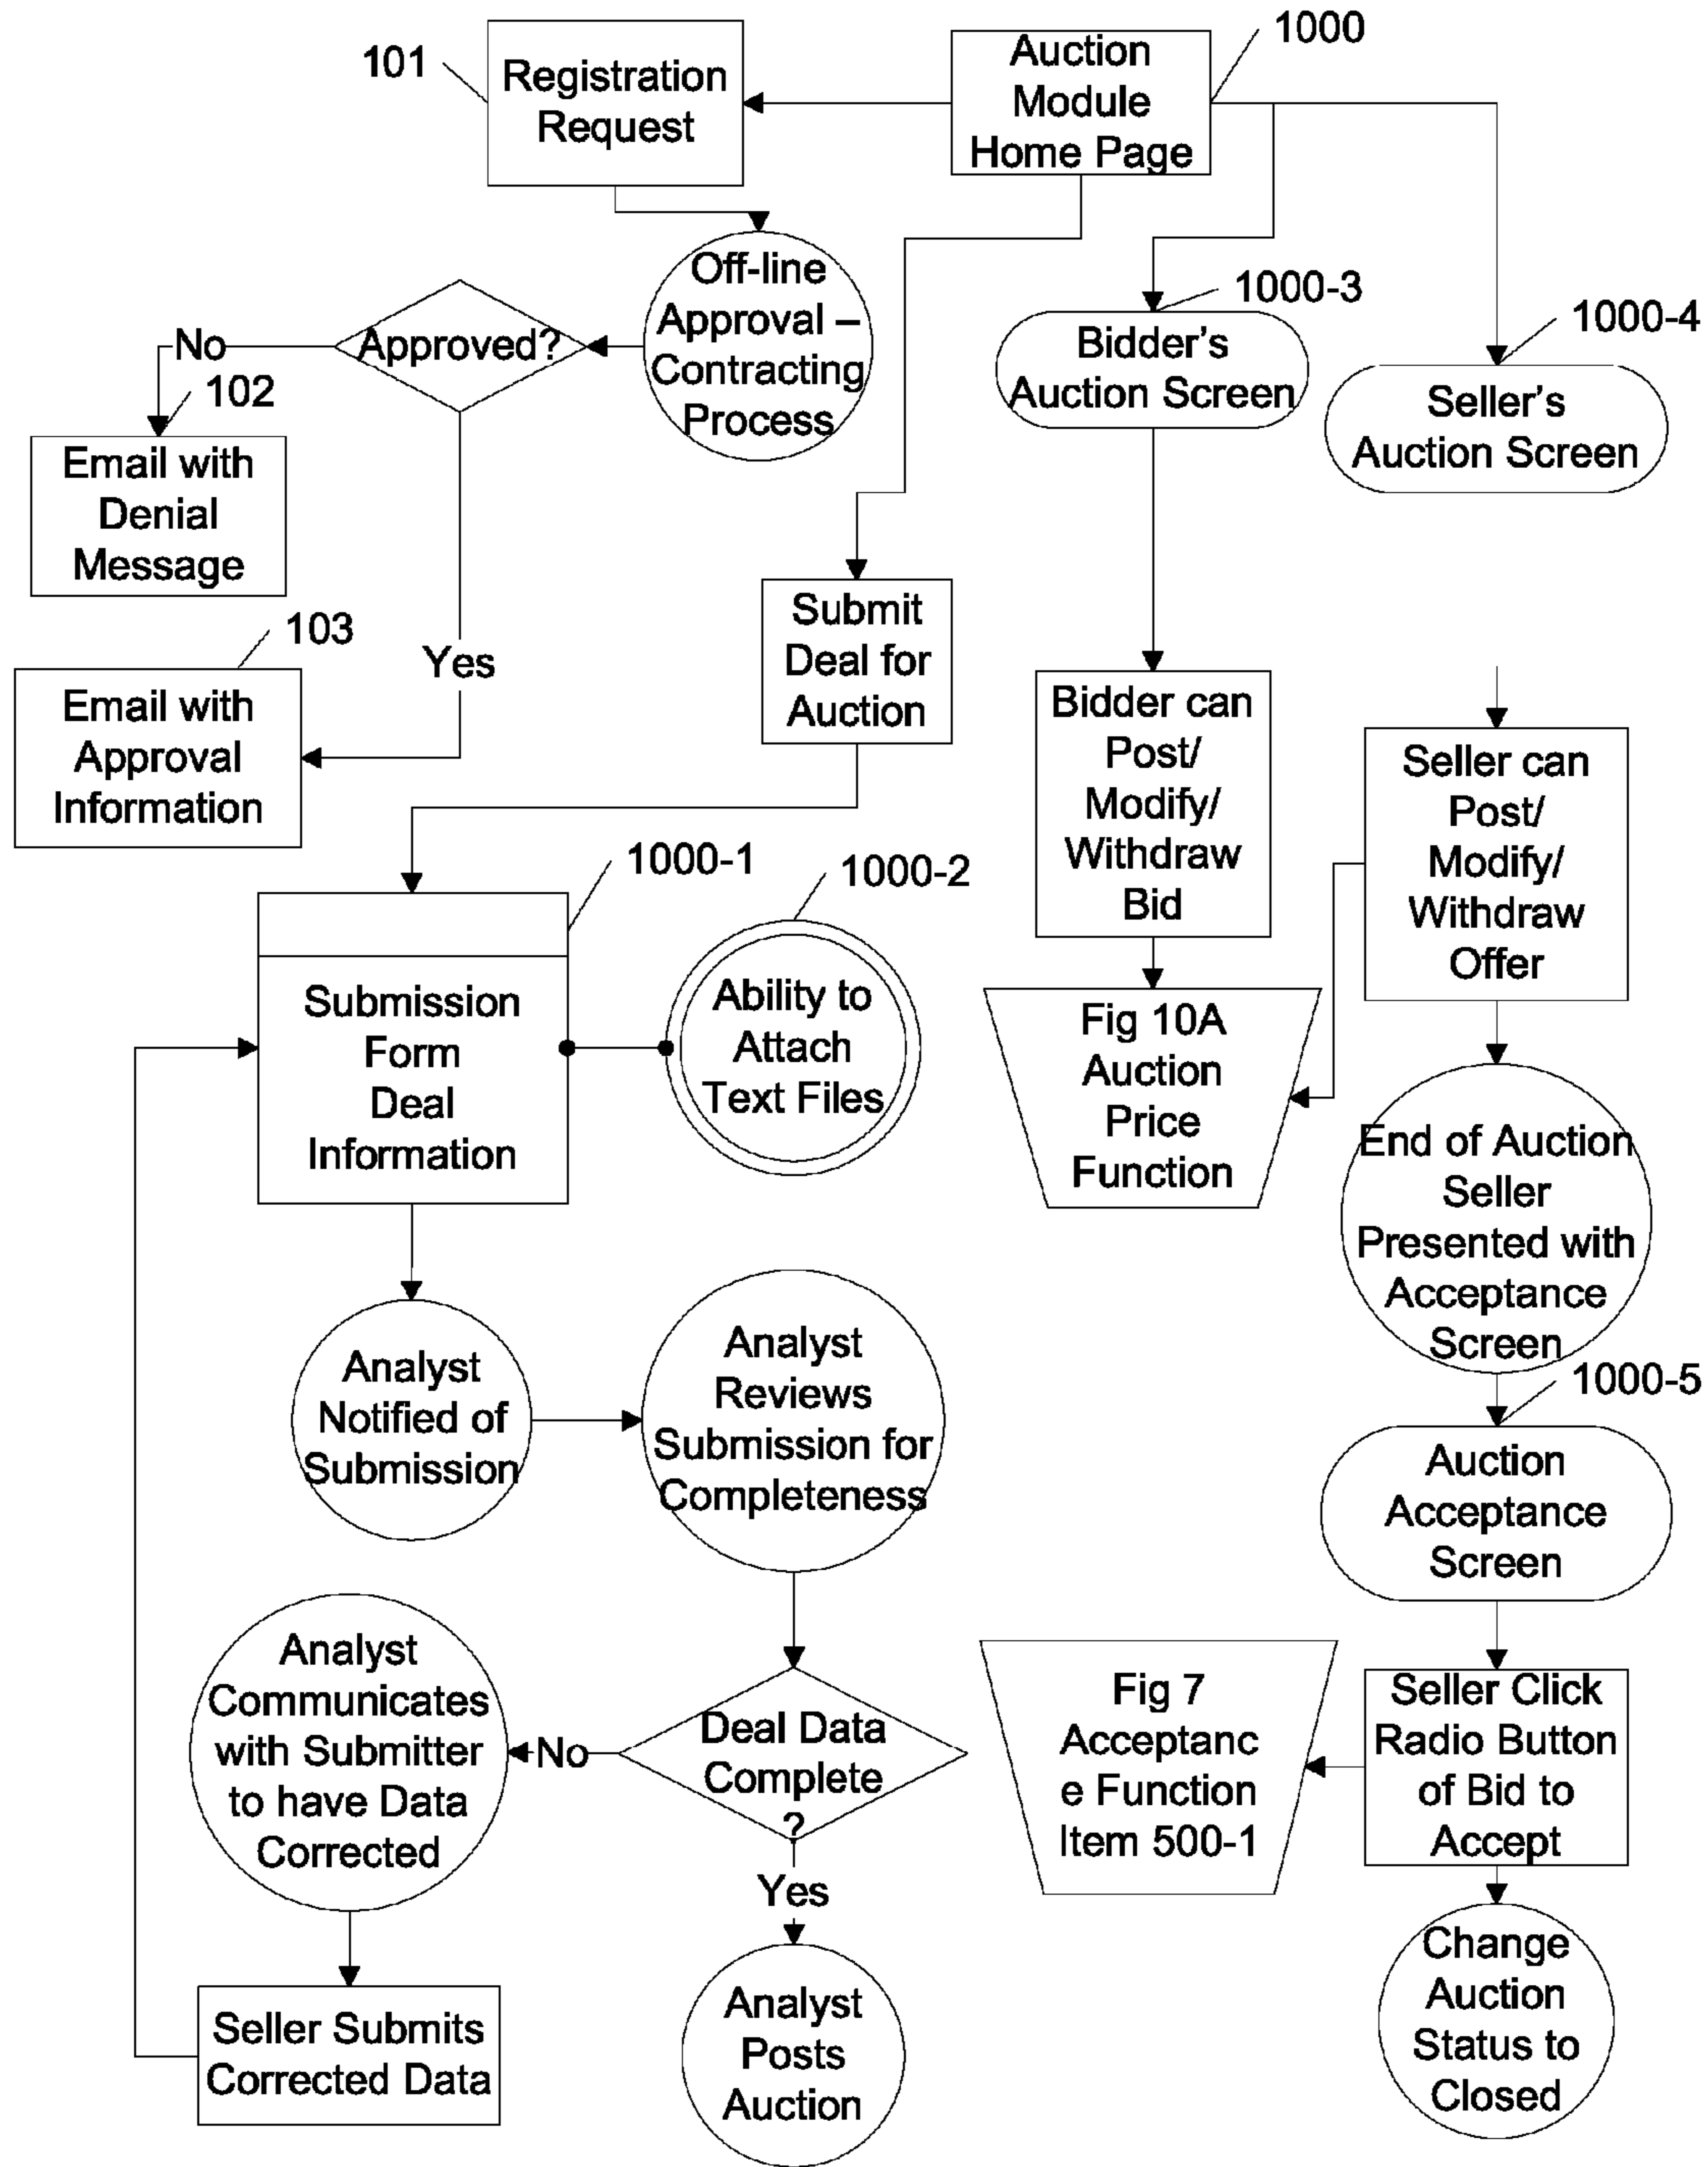 101
Registration
Request
Auction
Module
Home Page
1000
Off-line
Approval –
Contracting
Process
Approved?
No
102
Email with
Denial
Message
Yes
103
Email with
Approval
Information
1000-3
Bidder's
Auction Screen
1000-4
Seller's
Auction Screen
Submit
Deal for
Auction
Bidder can
Post/
Modify/
Withdraw
Bid
Seller can
Post/
Modify/
Withdraw
Offer
1000-1
Submission
Form
Deal
Information
1000-2
Ability to
Attach
Text Files
Fig 10A
Auction
Price
Function
End of Auction
Seller
Presented with
Acceptance
Screen
1000-5
Auction
Acceptance
Screen
Analyst
Notified of
Submission
Analyst
Reviews
Submission for
Completeness
Analyst
Communicates
with Submitter
to have Data
Corrected
No
Deal Data
Complete
?
Yes
Fig 7
Acceptanc
e Function
Item 500-1
Seller Click
Radio Button
of Bid to
Accept
Seller Submits
Corrected Data
Analyst
Posts
Auction
Change
Auction
Status to
Closed